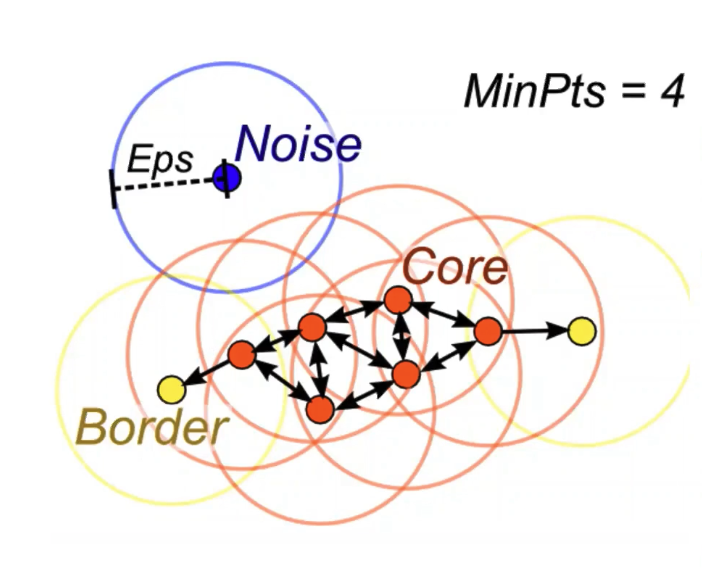 MinPts = 4
Noise
Eps
Core
Border